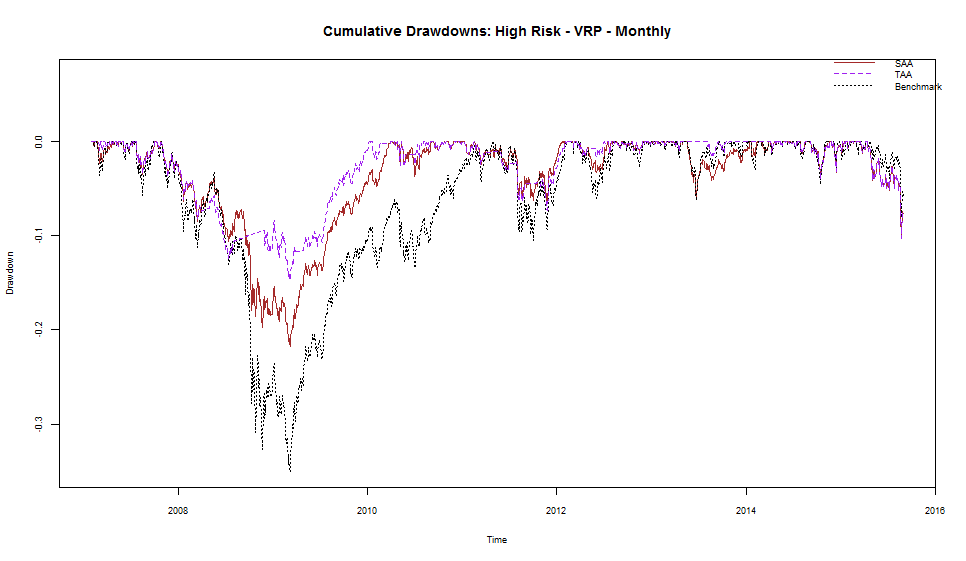 Cumulative Drawdowns: High Risk - VRP - Monthly
SAA
TAA
Benchmark
0.0
-0.1
-0.2
-0.3
Drawdown
2008 2010 2012 2014 2016
Time